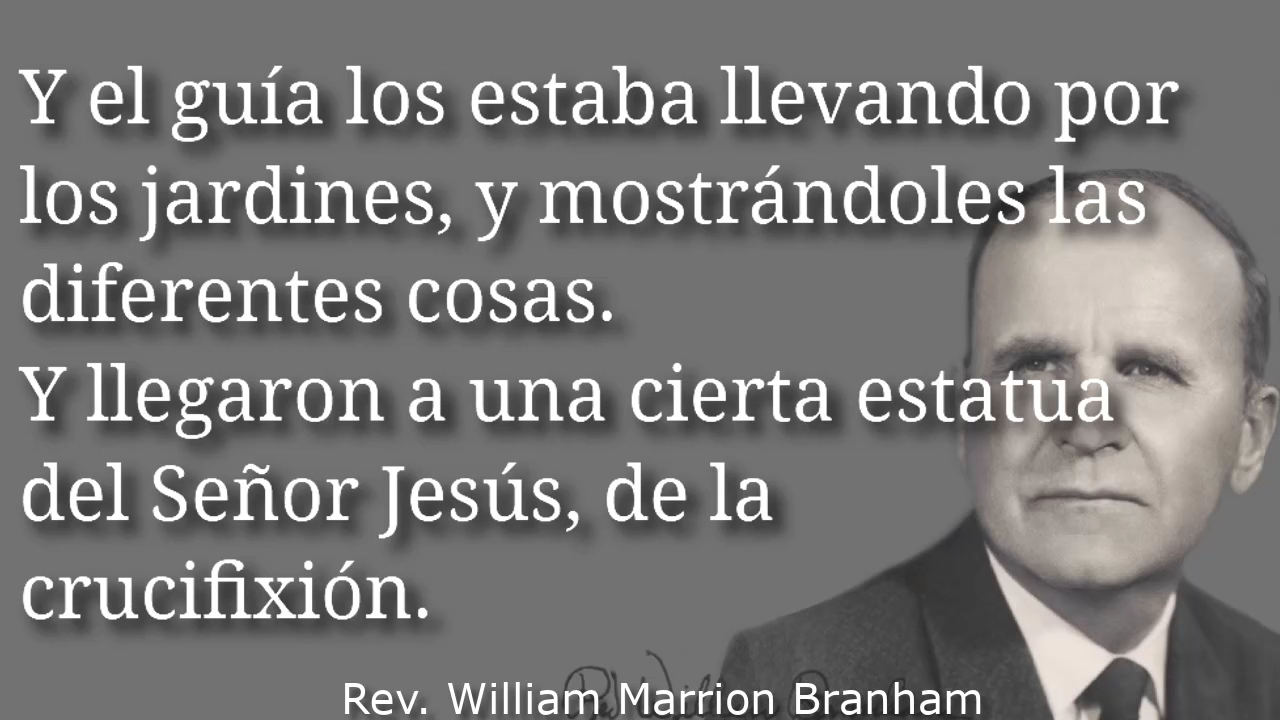 Y el guía los estaba llevando por
los jardines, y mostrándoles las
diferentes cosas.
Y llegaron a una cierta estatua
del Señor Jesús, de la
crucifixión.
Rev. William Marrion Branham